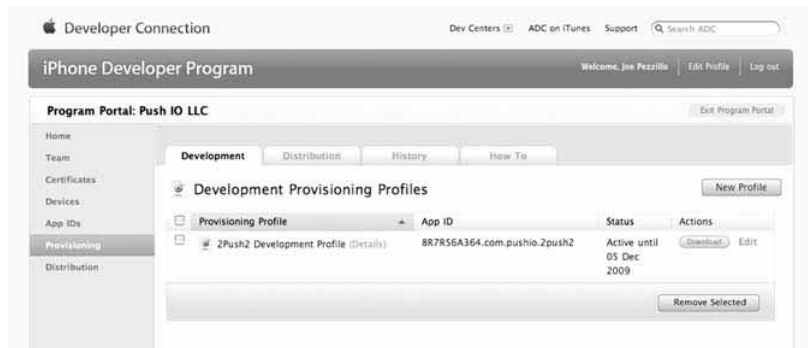 Developer Connection
Dev Centers ADC on iTunes Support Search ADC
iPhone Developer Program
Welcome, Joe Pezzillo Edit Profile Log out
Program Portal: Push IO LLC
Exit Program Portal
Home
Team
Certificates
Devices
App IDs
Provisioning
Distribution
Development Distribution History How To
Development Provisioning Profiles
New Profile
Provisioning Profile App ID Status Actions
2Push2 Development Profile (Details) 8R7RS6A364.com.pushio.2push2 Active until Download Edit
05 Dec
2009
Remove Selected